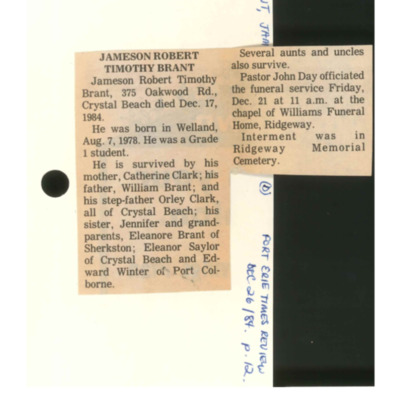 UT, JAM
JAMESON ROBERT
TIMOTHY BRANT
Jameson Robert Timothy
Brant, 375 Oakwood Rd.,
Crystal Beach died Dec. 17,
1984.
He was born in Welland,
Aug. 7, 1978. He was a Grade
1 student.
He is survived by his
mother, Catherine Clark; his
father, William Brant; and
his step-father Orley Clark,
all of Crystal Beach; his
sister, Jennifer and grand-
parents, Eleanore Brant of
Sherkston; Eleanor Saylor
of Crystal Beach and Ed-
ward Winter of Port Col-
borne.
Several aunts and uncles
also survive.
Pastor John Day officiated
the funeral service Friday,
Dec. 21 at 11 a.m. at the
chapel of Williams Funeral
Home, Ridgeway.
Interment was in
Ridgeway Memorial
Cemetery.
(b)
FORT ERIE TIMES REVIEW
DEC 26/84. p. 12.